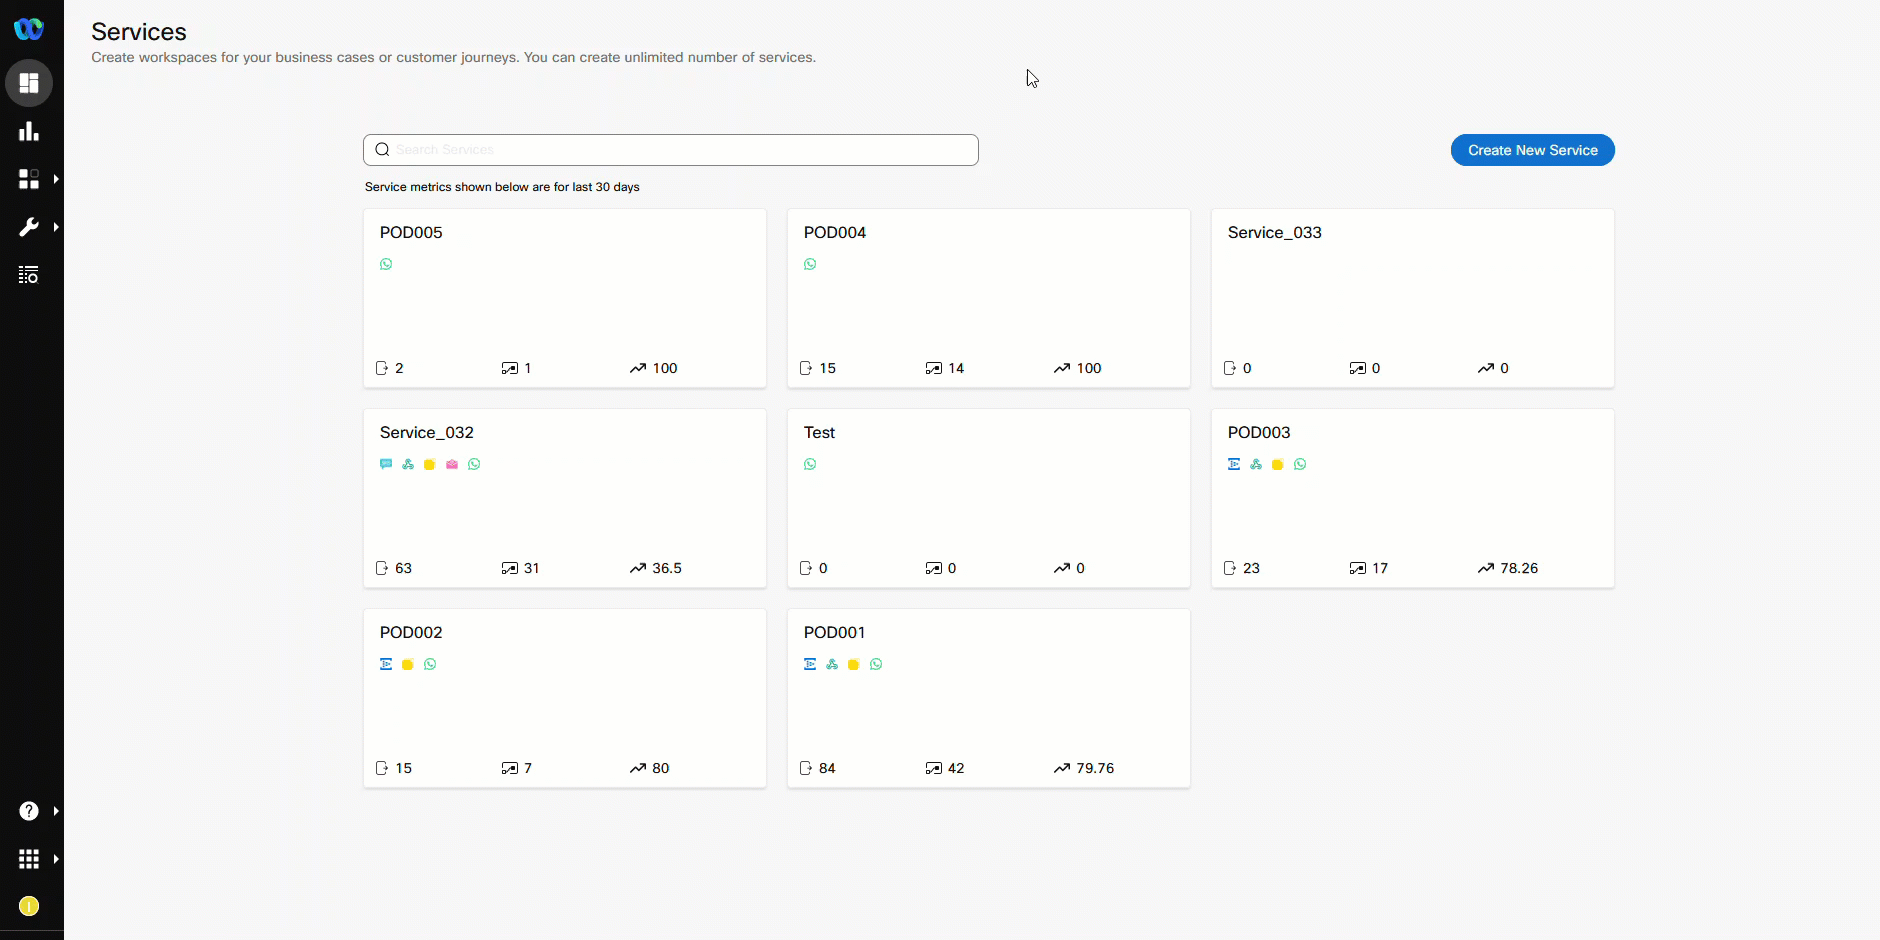 Services
Create workspaces for your business cases or customer journeys. You can create unlimited number of services.
Search Services
Create New Service
Service metrics shown below are for last 30 days
POD005
2 1 100
POD004
15 14 100
Service_033
0 0 0
Service_032
63 31 36.5
Test
0 0 0
POD003
23 17 78.26
POD002
15 7 80
POD001
84 42 79.76